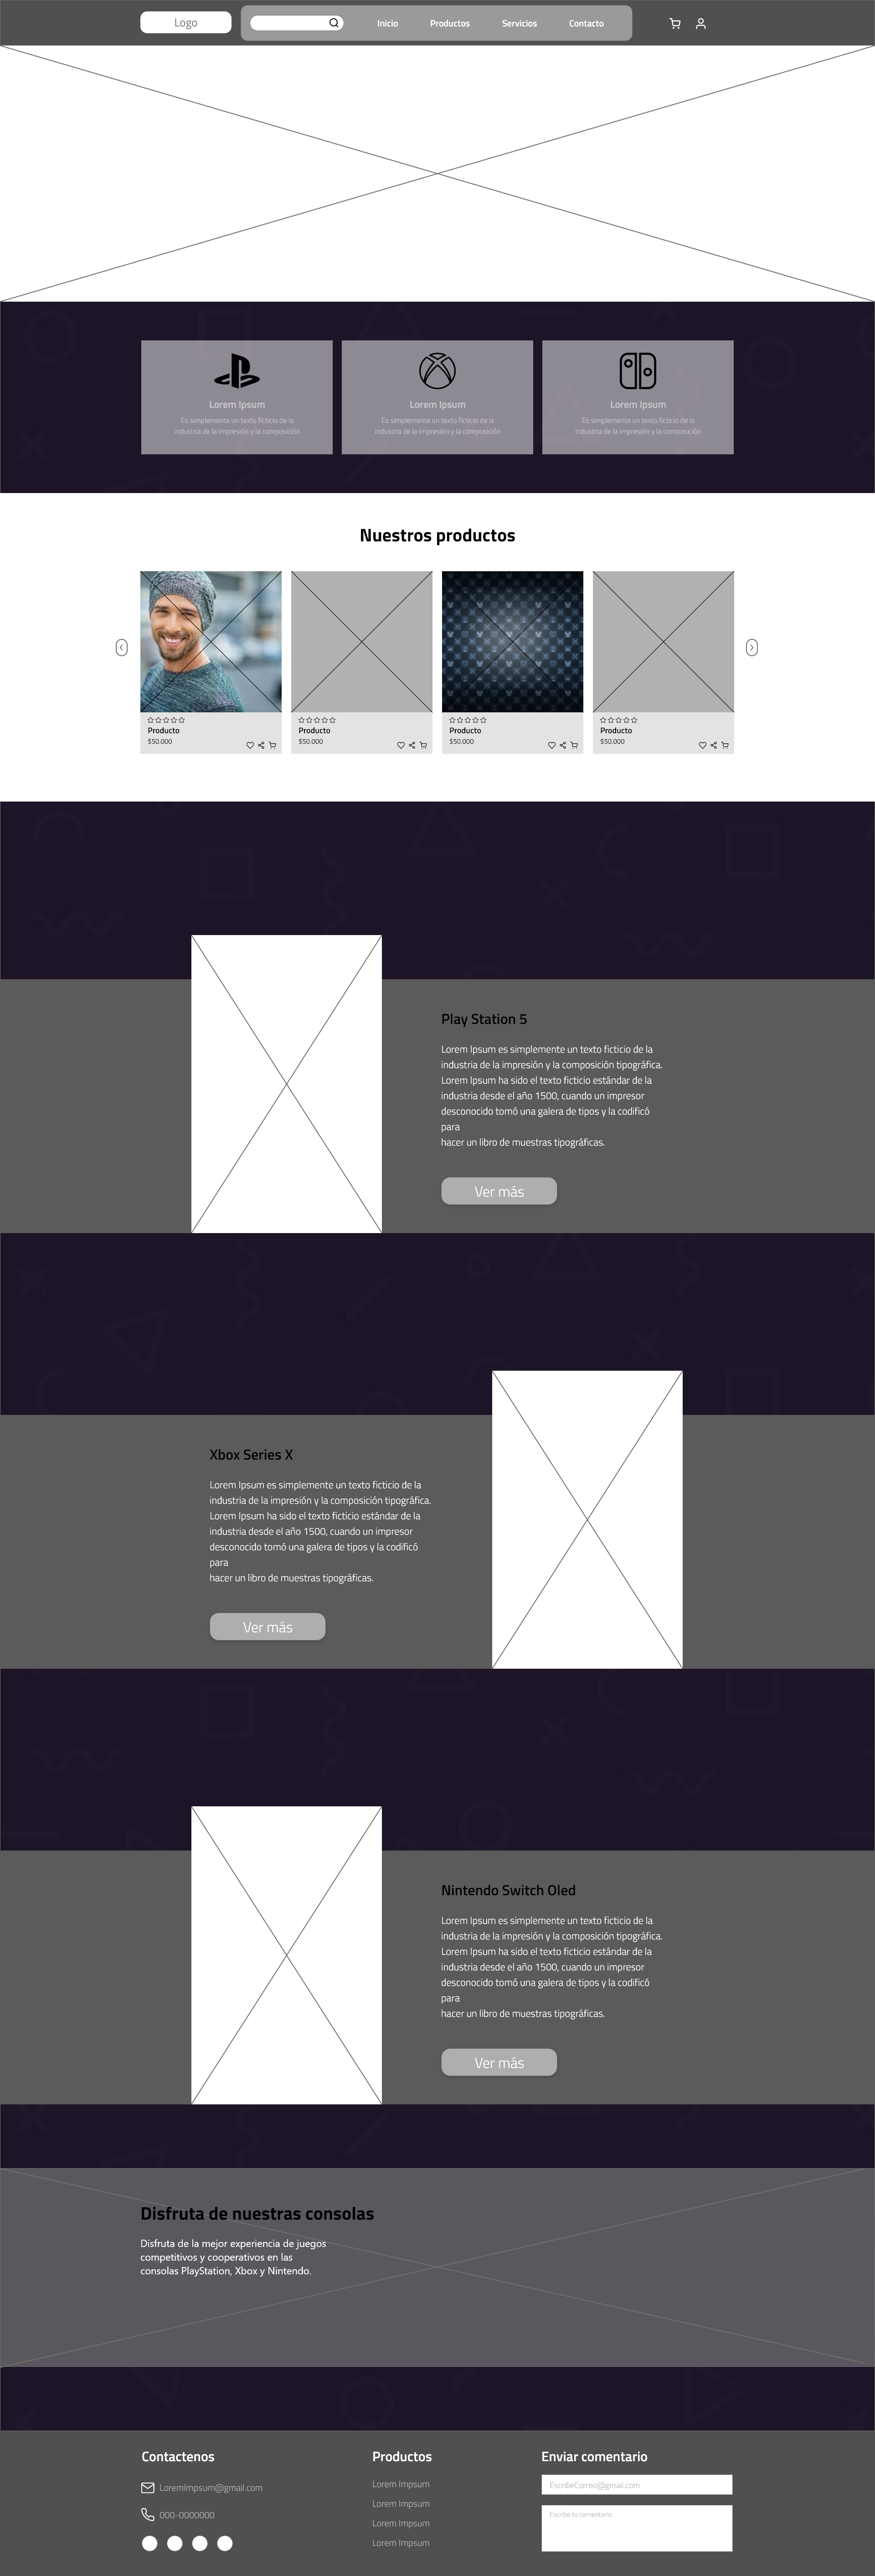 Logo
Inicio
Productos
Servicios
Contacto
Lorem Ipsum
Es simplemente un texto ficticio de la
industria de la impresión y la composición
Lorem Ipsum
Es simplemente un texto ficticio de la
industria de la impresión y la composición
Lorem Ipsum
Es simplemente un texto ficticio de la
industria de la impresión y la composición
Nuestros productos
Producto
$50.000
Producto
$50.000
Producto
$50.000
Producto
$50.000
Play Station 5
Lorem Ipsum es simplemente un texto ficticio de la
industria de la impresión y la composición tipográfica.
Lorem Ipsum ha sido el texto ficticio estándar de la
industria desde el año 1500, cuando un impresor
desconocido tomó una galera de tipos y la codificó
para
hacer un libro de muestras tipográficas.
Ver más
Xbox Series X
Lorem Ipsum es simplemente un texto ficticio de la
industria de la impresión y la composición tipográfica.
Lorem Ipsum ha sido el texto ficticio estándar de la
industria desde el año 1500, cuando un impresor
desconocido tomó una galera de tipos y la codificó
para
hacer un libro de muestras tipográficas.
Ver más
Nintendo Switch Oled
Lorem Ipsum es simplemente un texto ficticio de la
industria de la impresión y la composición tipográfica.
Lorem Ipsum ha sido el texto ficticio estándar de la
industria desde el año 1500, cuando un impresor
desconocido tomó una galera de tipos y la codificó
para
hacer un libro de muestras tipográficas.
Ver más
Disfruta de nuestras consolas
Disfruta de la mejor experiencia de juegos
competitivos y cooperativos en las
consolas PlayStation, Xbox y Nintendo.
Contactenos
LoremImpsum@gmail.com
000-0000000
Productos
Lorem Impsum
Lorem Impsum
Lorem Impsum
Lorem Impsum
Enviar comentario
EscribeCorreo@gmail.com
Escribe tu comentario